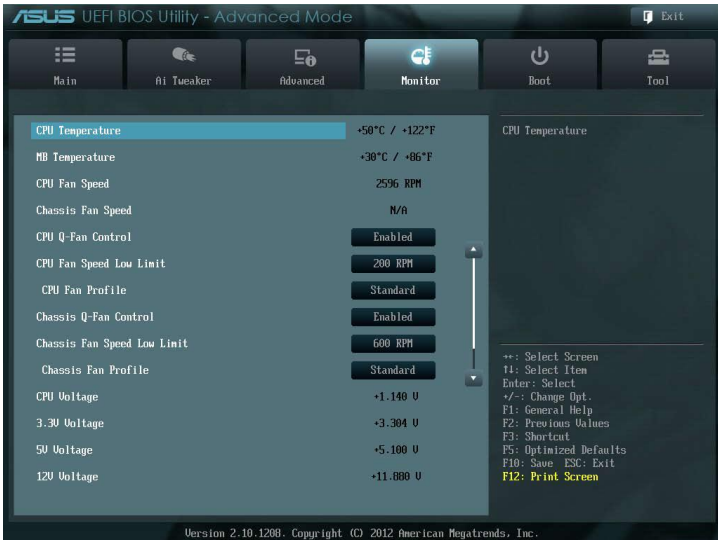 ASUS UEFI BIOS Utility - Advanced Mode
Exit
Main
Ai Tweaker
Advanced
Monitor
Boot
Tool
CPU Temperature +50°C / +122°F
MB Temperature +30°C / +86°F
CPU Fan Speed 2596 RPM
Chassis Fan Speed N/A
CPU Q-Fan Control Enabled
CPU Fan Speed Low Limit 200 RPM
CPU Fan Profile Standard
Chassis Q-Fan Control Enabled
Chassis Fan Speed Low Limit 600 RPM
Chassis Fan Profile Standard
CPU Voltage +1.140 V
3.3V Voltage +3.304 V
5V Voltage +5.100 V
12V Voltage +11.880 V
CPU Temperature
→←: Select Screen
↑↓: Select Item
Enter: Select
+/-: Change Opt.
F1: General Help
F2: Previous Values
F3: Shortcut
F5: Optimized Defaults
F10: Save ESC: Exit
F12: Print Screen
Version 2.10.1208. Copyright (C) 2012 American Megatrends, Inc.